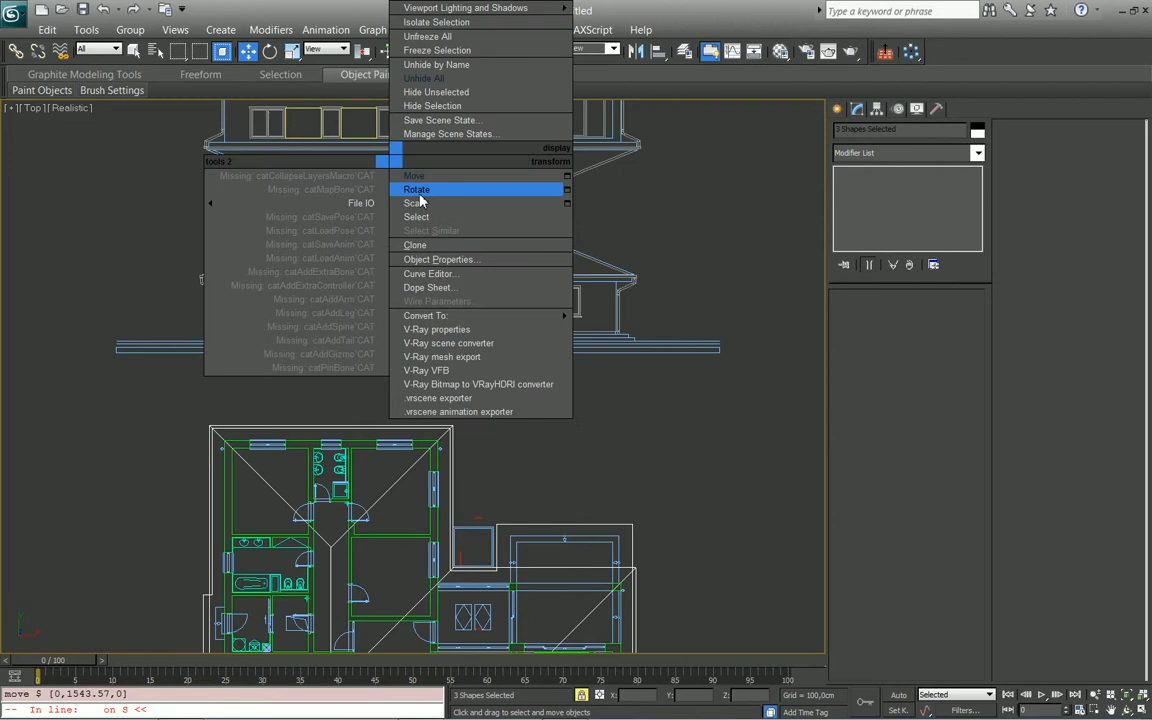 Viewport Lighting and Shadows
Untitled
Type a keyword or phrase
Isolate Selection
Edit Tools Group Views Create Modifiers Animation
MAXScript Help
Unfreeze All
All
View
Freeze Selection
Unhide by Name
Graphite Modeling Tools Freeform Selection Object Pai
Unhide All
Paint Objects Brush Settings
Hide Unselected
Hide Selection
[ + ] [ Top ] [ Realistic ]
Save Scene State...
3 Shapes Selected
Manage Scene States...
display
Modifier List
tools 2
transform
Missing: catCollapseLayersMacro`CAT
Move
Missing: catMapBone`CAT
Rotate
File IO
Sca
Missing: catSavePose`CAT
Select
Missing: catLoadPose`CAT
Select Similar
Missing: catSaveAnim`CAT
Clone
Missing: catLoadAnim`CAT
Object Properties...
Missing: catAddExtraBone`CAT
Curve Editor...
Missing: catAddExtraController`CAT
Dope Sheet...
Missing: catAddArm`CAT
Wire Parameters...
Missing: catAddLeg`CAT
Convert To:
Missing: catAddSpine`CAT
V-Ray properties
Missing: catAddTail`CAT
V-Ray scene converter
Missing: catAddGizmo`CAT
V-Ray mesh export
Missing: catPinBone`CAT
V-Ray VFB
V-Ray Bitmap to VRayHDRI converter
.vrscene exporter
.vrscene animation exporter
0 / 100
0 5 10 15 20 25 30 35 40 45 50 55 60 65 70 75 80 85 90 95 100
move $ [0,1543.57,0]
3 Shapes Selected
X: Y: Z:
Grid = 100,0cm
Auto
Selected
-- In line: on S <<
Click and drag to select and move objects
Add Time Tag
Set K.
Filters...
0